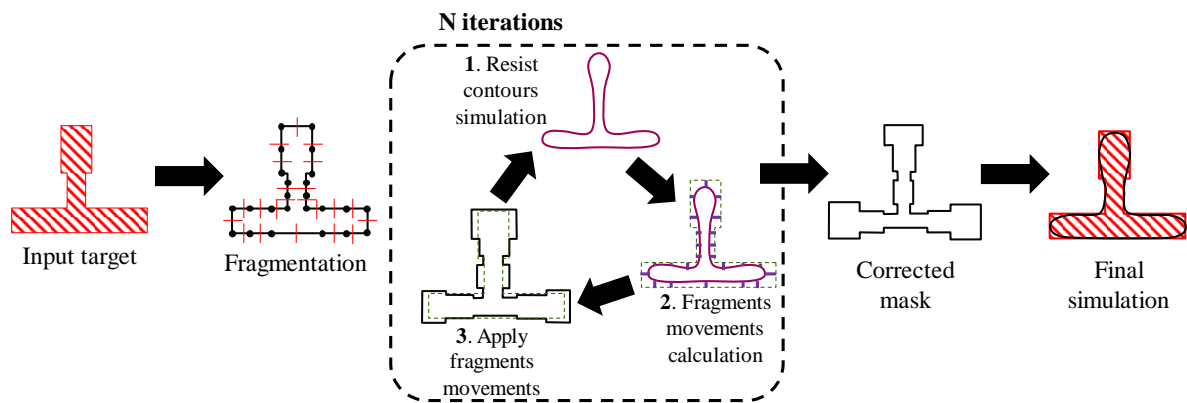 N iterations
1. Resist
contours
simulation
Input target
Fragmentation
2. Fragments
movements
calculation
3. Apply
fragments
movements
Corrected
mask
Final
simulation